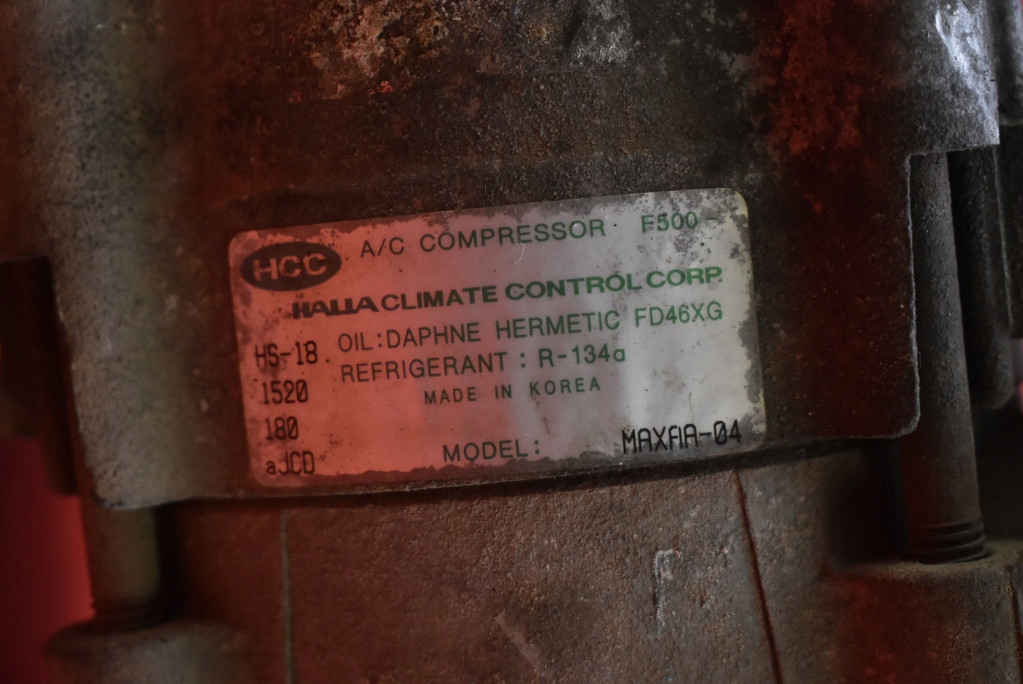 HCC A/C COMPRESSOR F500
HALLA CLIMATE CONTROL CORP.
HS-18 OIL:DAPHNE HERMETIC FD46XG
1520 REFRIGERANT : R-134a
MADE IN KOREA
180
aJCD MODEL: MAXFIA-04